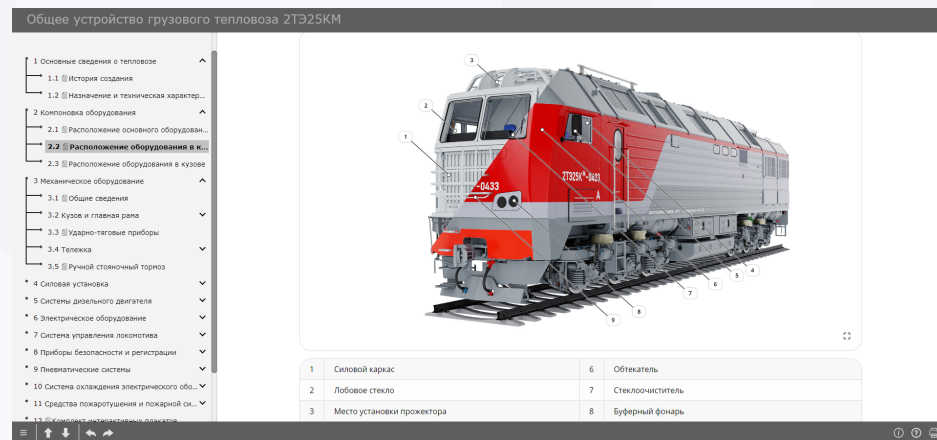 Общее устройство грузового тепловоза 2ТЭ25КМ
1 Основные сведения о тепловозе
1.1 История создания
1.2 Назначение и техническая характер...
2 Компоновка оборудования
2.1 Расположение основного оборудован...
2.2 Расположение оборудования в к...
2.3 Расположение оборудования в кузове
3 Механическое оборудование
3.1 Общие сведения
3.2 Кузов и главная рама
3.3 Ударно-тяговые приборы
3.4 Тележка
3.5 Ручной стояночный тормоз
4 Силовая установка
5 Системы дизельного двигателя
6 Электрическое оборудование
7 Система управления локомотива
8 Приборы безопасности и регистрации
9 Пневматические системы
10 Система охлаждения электрического обо...
11 Средства пожаротушения и пожарной си...
12 Комплект интерактивных плакатов
3
2
1
2ТЭ25КМ-0433
-0433
А
4
5
6
7
8
9
1 Силовой каркас 6 Обтекатель
2 Лобовое стекло 7 Стеклоочиститель
3 Место установки прожектора 8 Буферный фонарь